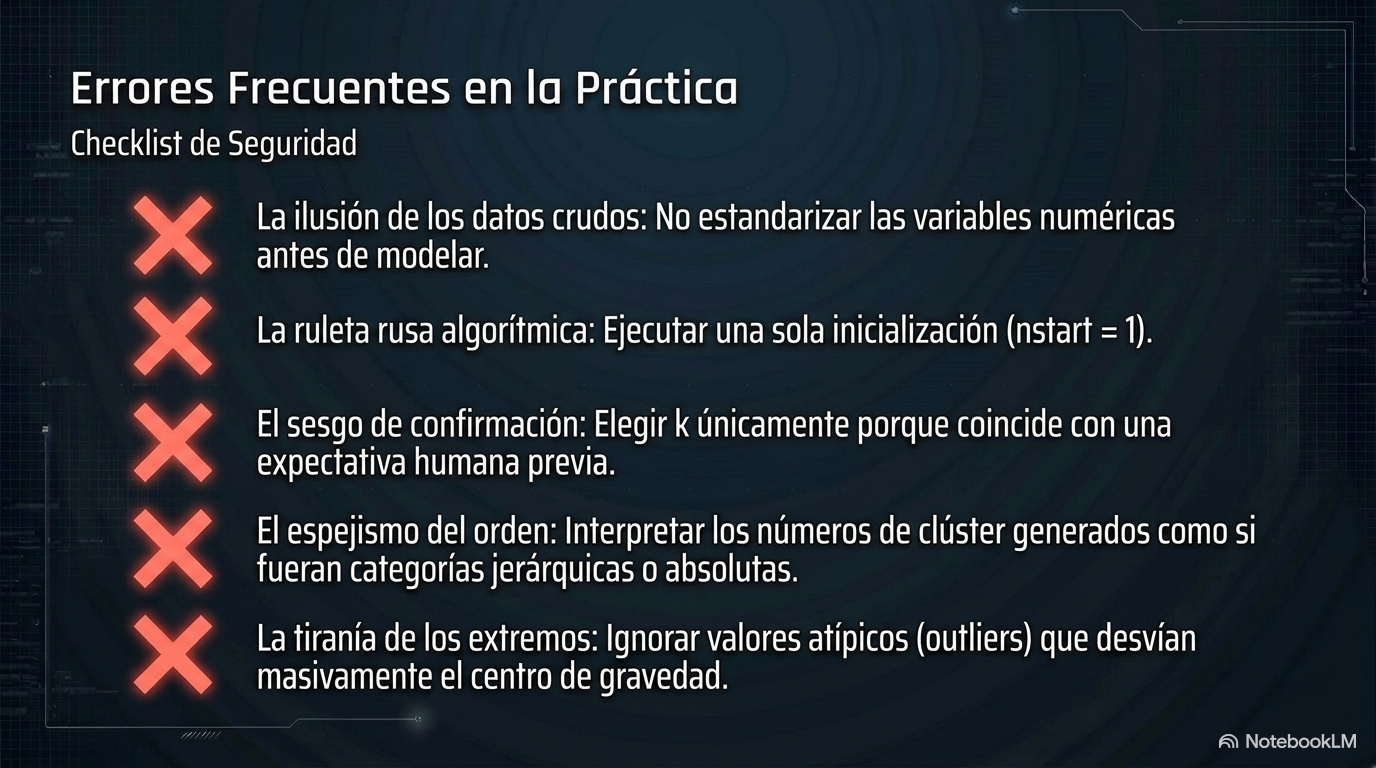 Errores Frecuentes en la Práctica
Checklist de Seguridad
La ilusión de los datos crudos: No estandarizar las variables numéricas
antes de modelar.
La ruleta rusa algorítmica: Ejecutar una sola inicialización (nstart = 1).
El sesgo de confirmación: Elegir k únicamente porque coincide con una
expectativa humana previa.
El espejismo del orden: Interpretar los números de clúster generados como si
fueran categorías jerárquicas o absolutas.
La tiranía de los extremos: Ignorar valores atípicos (outliers) que desvían
masivamente el centro de gravedad.
NotebookLM